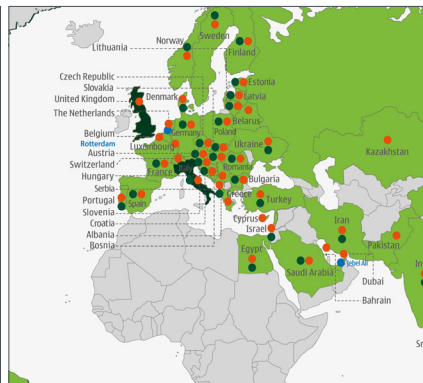 Norway
Sweden
Lithuania
Finland
Czech Republic
Estonia
Slovakia
Latvia
United Kingdom
Denmark
The Netherlands
Belarus
Germany
Poland
Belgium
Ukraine
Rotterdam
Luxembourg
Kazakhstan
Austria
Switzerland
France
Romania
Hungary
Bulgaria
Serbia
Greece
Turkey
Portugal
Spain
Slovenia
Cyprus
Iran
Croatia
Israel
Albania
Egypt
Pakistan
Bosnia
Jebel Ali
Saudi Arabia
Dubai
Bahrain